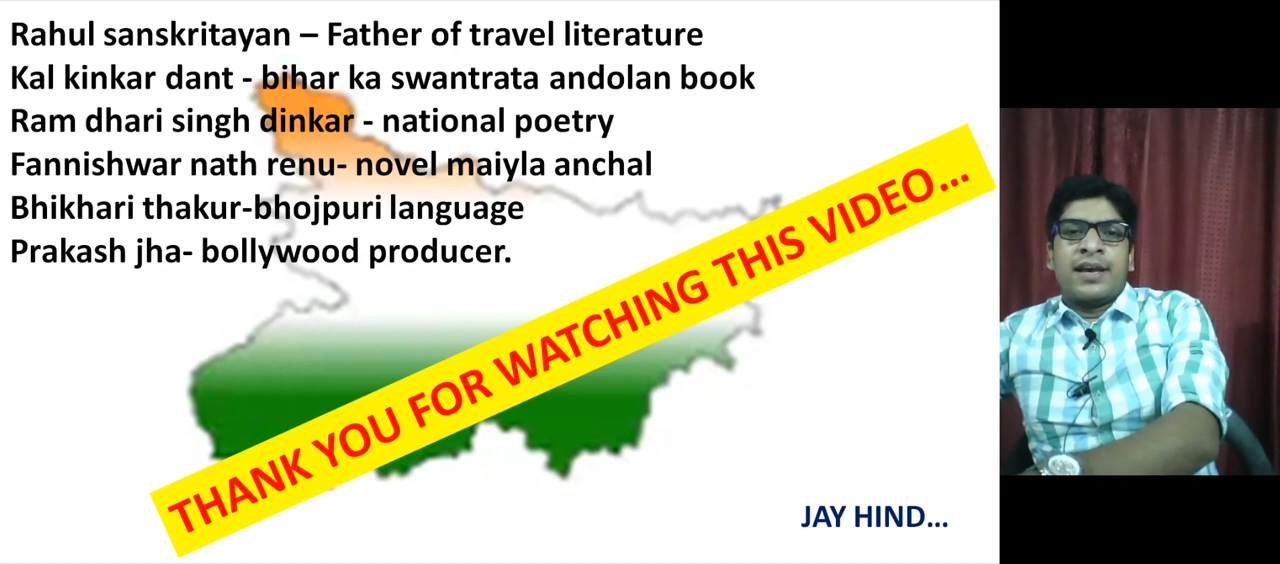 Rahul sanskritayan – Father of travel literature
Kal kinkar dant - bihar ka swantrata andolan book
Ram dhari singh dinkar - national poetry
Fannishwar nath renu- novel maiyla anchal
Bhikhari thakur-bhojpuri language
Prakash jha- bollywood producer.
THANK YOU FOR WATCHING THIS VIDEO...
JAY HIND...